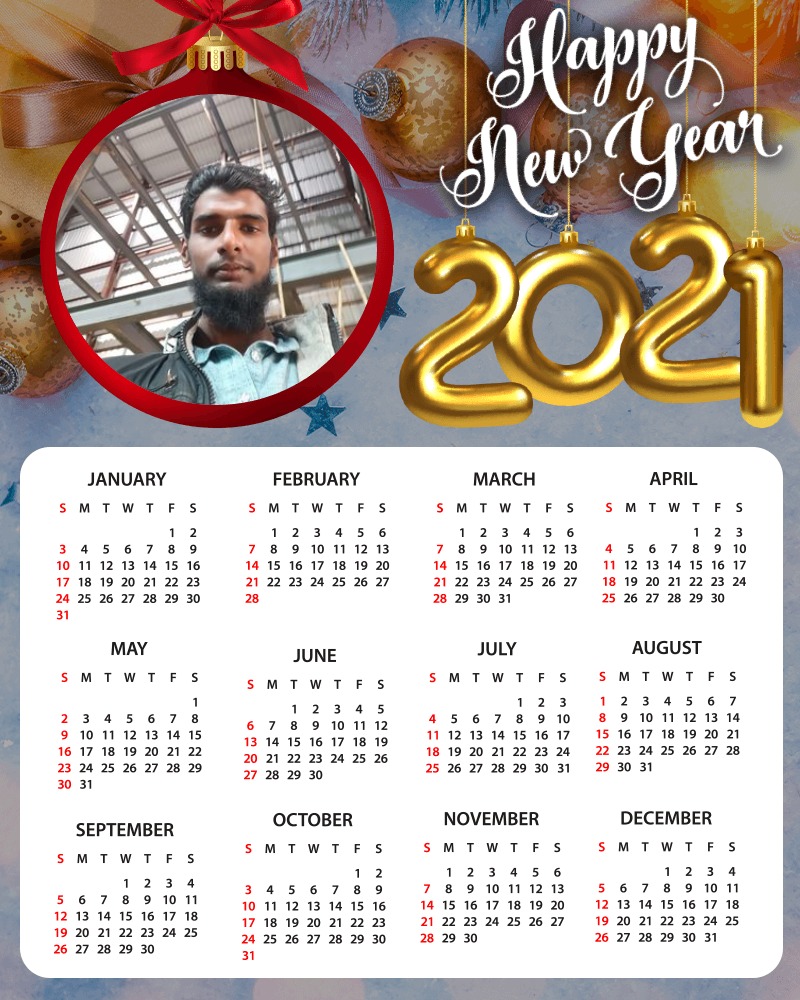 Happy
New Year
2021
JANUARY
S M T W T F S
1 2
3 4 5 6 7 8 9
10 11 12 13 14 15 16
17 18 19 20 21 22 23
24 25 26 27 28 29 30
31
FEBRUARY
S M T W T F S
1 2 3 4 5 6
7 8 9 10 11 12 13
14 15 16 17 18 19 20
21 22 23 24 25 26 27
28
MARCH
S M T W T F S
1 2 3 4 5 6
7 8 9 10 11 12 13
14 15 16 17 18 19 20
21 22 23 24 25 26 27
28 29 30 31
APRIL
S M T W T F S
1 2 3
4 5 6 7 8 9 10
11 12 13 14 15 16 17
18 19 20 21 22 23 24
25 26 27 28 29 30
MAY
S M T W T F S
1
2 3 4 5 6 7 8
9 10 11 12 13 14 15
16 17 18 19 20 21 22
23 24 25 26 27 28 29
30 31
JUNE
S M T W T F S
1 2 3 4 5
6 7 8 9 10 11 12
13 14 15 16 17 18 19
20 21 22 23 24 25 26
27 28 29 30
JULY
S M T W T F S
1 2 3
4 5 6 7 8 9 10
11 12 13 14 15 16 17
18 19 20 21 22 23 24
25 26 27 28 29 30 31
AUGUST
S M T W T F S
1 2 3 4 5 6 7
8 9 10 11 12 13 14
15 16 17 18 19 20 21
22 23 24 25 26 27 28
29 30 31
SEPTEMBER
S M T W T F S
1 2 3 4
5 6 7 8 9 10 11
12 13 14 15 16 17 18
19 20 21 22 23 24 25
26 27 28 29 30
OCTOBER
S M T W T F S
1 2
3 4 5 6 7 8 9
10 11 12 13 14 15 16
17 18 19 20 21 22 23
24 25 26 27 28 29 30
31
NOVEMBER
S M T W T F S
1 2 3 4 5 6
7 8 9 10 11 12 13
14 15 16 17 18 19 20
21 22 23 24 25 26 27
28 29 30
DECEMBER
S M T W T F S
1 2 3 4
5 6 7 8 9 10 11
12 13 14 15 16 17 18
19 20 21 22 23 24 25
26 27 28 29 30 31